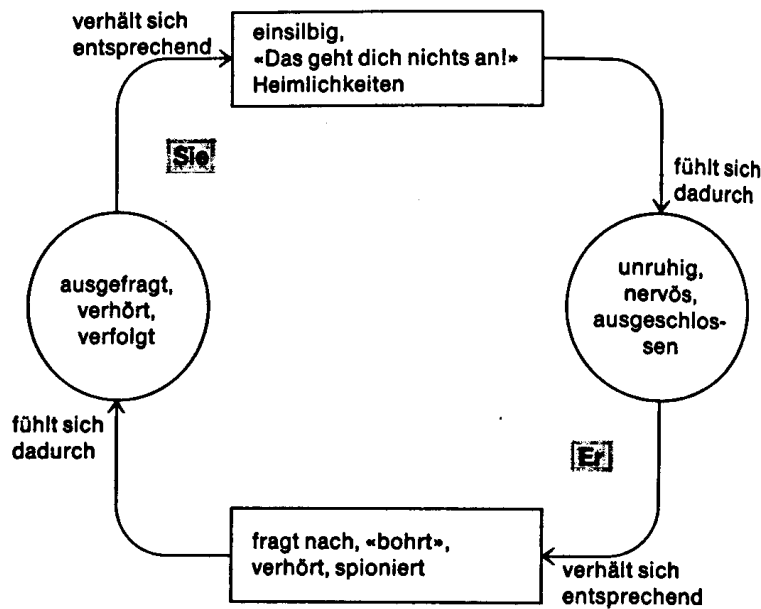 verhält sich
entsprechend
einsilbig,
«Das geht dich nichts an!»
Heimlichkeiten
Sie
fühlt sich
dadurch
ausgefragt,
verhört,
verfolgt
unruhig,
nervös,
ausgeschlos-
sen
fühlt sich
dadurch
Er
fragt nach, «bohrt»,
verhört, spioniert
verhält sich
entsprechend